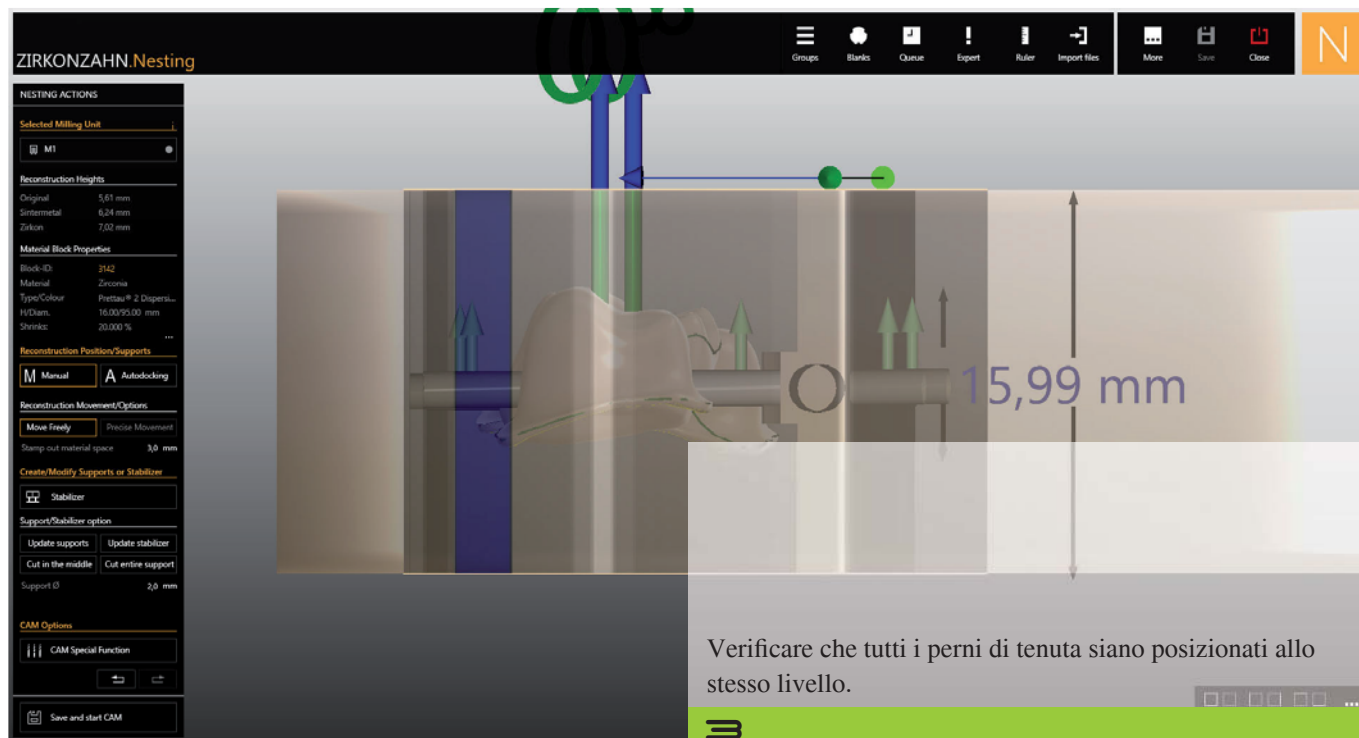 ZIRKONZAHN.Nesting
Groups
Blanks
Queue
Expert
Ruler
Import files
More
Save
Close
N
NESTING ACTIONS
Selected Milling Unit
i
M1
Reconstruction Heights
Original 5,61 mm
Sintermetal 6,24 mm
Zirkon 7,02 mm
Material Block Properties
Block-ID: 3142
Material Zirconia
Type/Colour Prettau® 2 Dispersi...
H/Diam. 16.00/95.00 mm
Shrinks: 20.000 %
...
Reconstruction Position/Supports
M Manual
A Autodocking
Reconstruction Movement/Options
Move Freely
Precise Movement
Stamp out material space 3,0 mm
Create/Modify Supports or Stabilizer
Stabilizer
Support/Stabilizer option
Update supports
Update stabilizer
Cut in the middle
Cut entire support
Support Ø 2,0 mm
CAM Options
CAM Special Function
Save and start CAM
15,99 mm
Verificare che tutti i perni di tenuta siano posizionati allo
stesso livello.